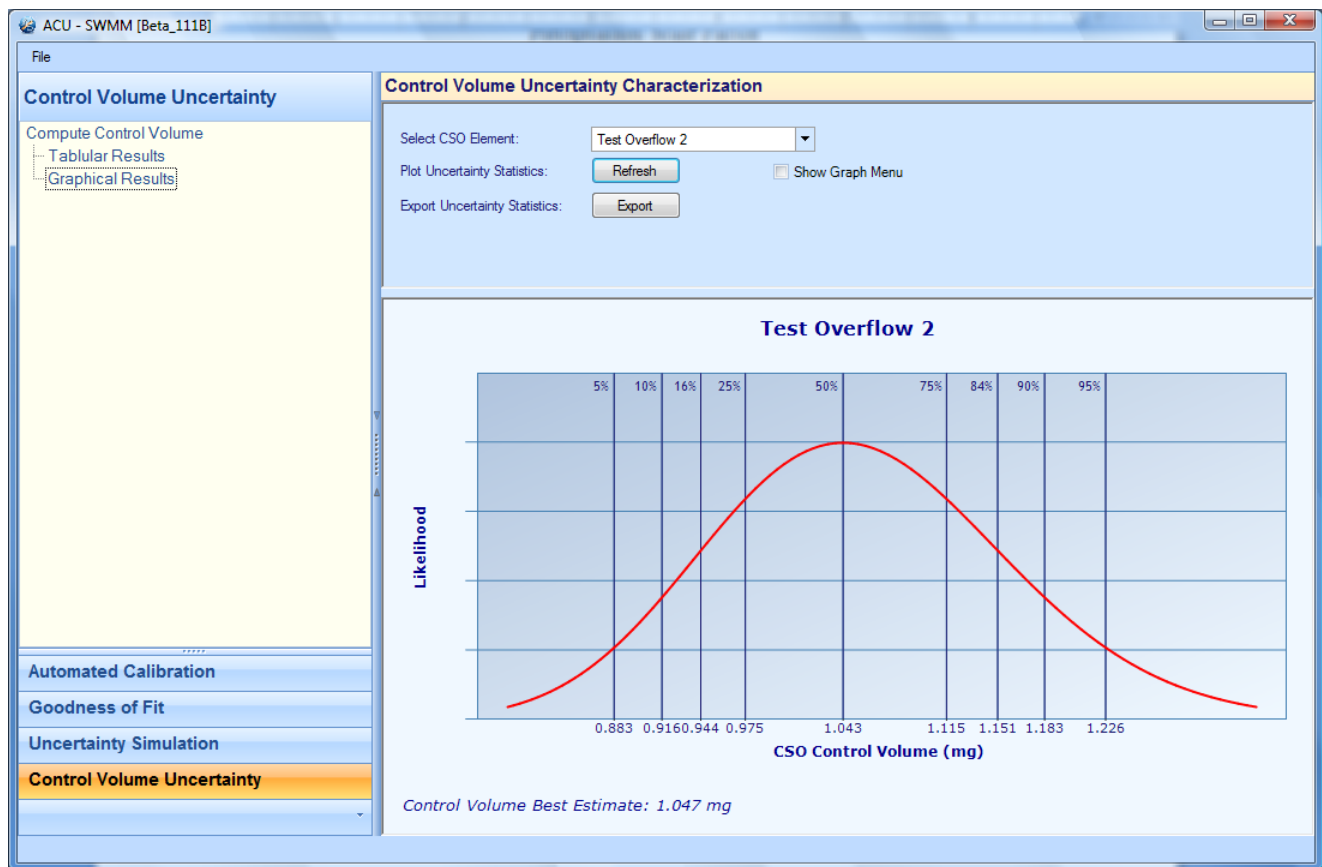 ACU - SWMM [Beta_111B]
File
Control Volume Uncertainty
Compute Control Volume
Tablular Results
Graphical Results
Automated Calibration
Goodness of Fit
Uncertainty Simulation
Control Volume Uncertainty
Control Volume Uncertainty Characterization
Select CSO Element: Test Overflow 2
Plot Uncertainty Statistics: Refresh Show Graph Menu
Export Uncertainty Statistics: Export
Test Overflow 2
5% 10% 16% 25% 50% 75% 84% 90% 95%
Likelihood
0.883 0.916 0.944 0.975 1.043 1.115 1.151 1.183 1.226
CSO Control Volume (mg)
Control Volume Best Estimate: 1.047 mg